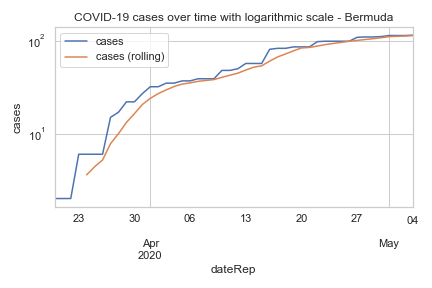 COVID-19 cases over time with logarithmic scale - Bermuda
cases
cases (rolling)
10²
10¹
cases
23 30 06 13 20 27 04
Apr May
2020
dateRep